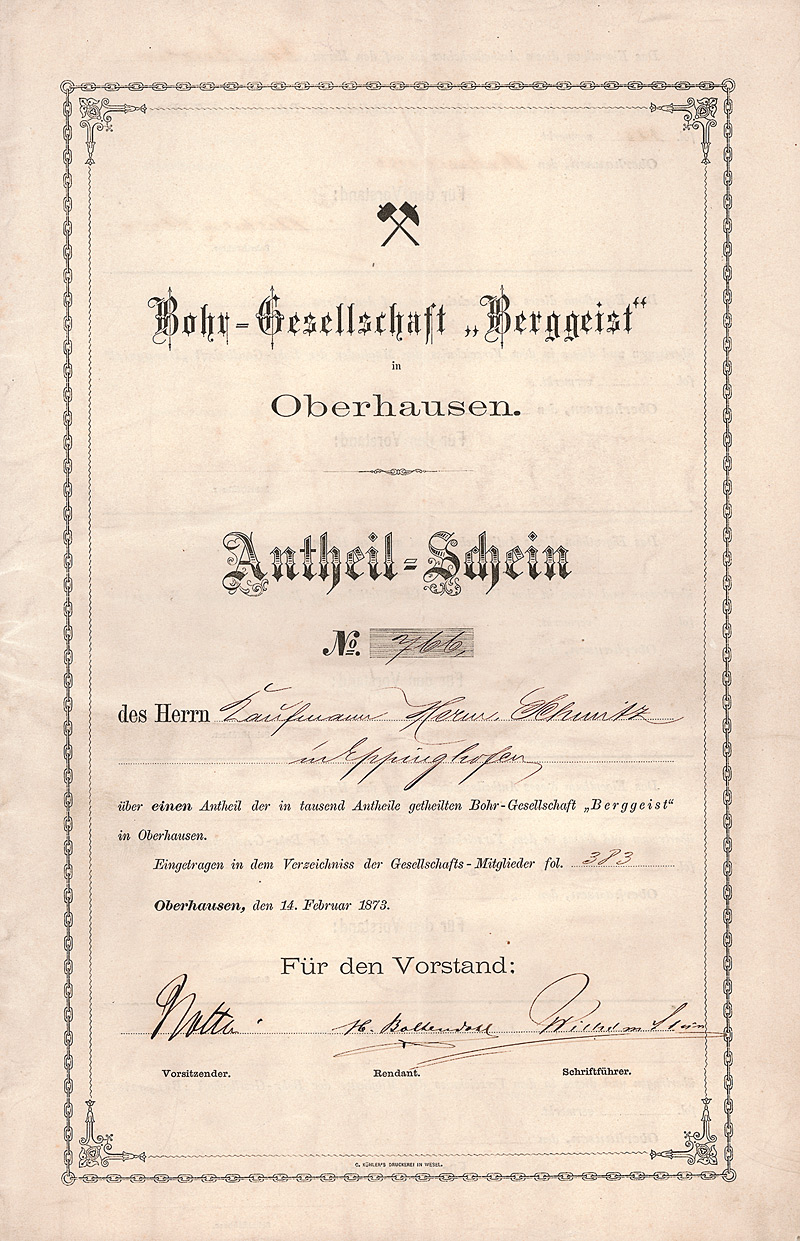 Bohr-Gesellschaft „Berggeist“
in
Oberhausen.
Antheil-Schein
No. 766,
des Herrn Kaufmann Herm. Schmitz
in Eppinghofen
über einen Antheil der in tausend Antheile getheilten Bohr-Gesellschaft „Berggeist“
in Oberhausen.
Eingetragen in dem Verzeichniss der Gesellschafts-Mitglieder fol. 383
Oberhausen, den 14. Februar 1873.
Für den Vorstand:
Wilhelm Stein
Vorsitzender. Rendant. Schriftführer.
C. KÜHLER'S DRUCKEREI IN WESEL.